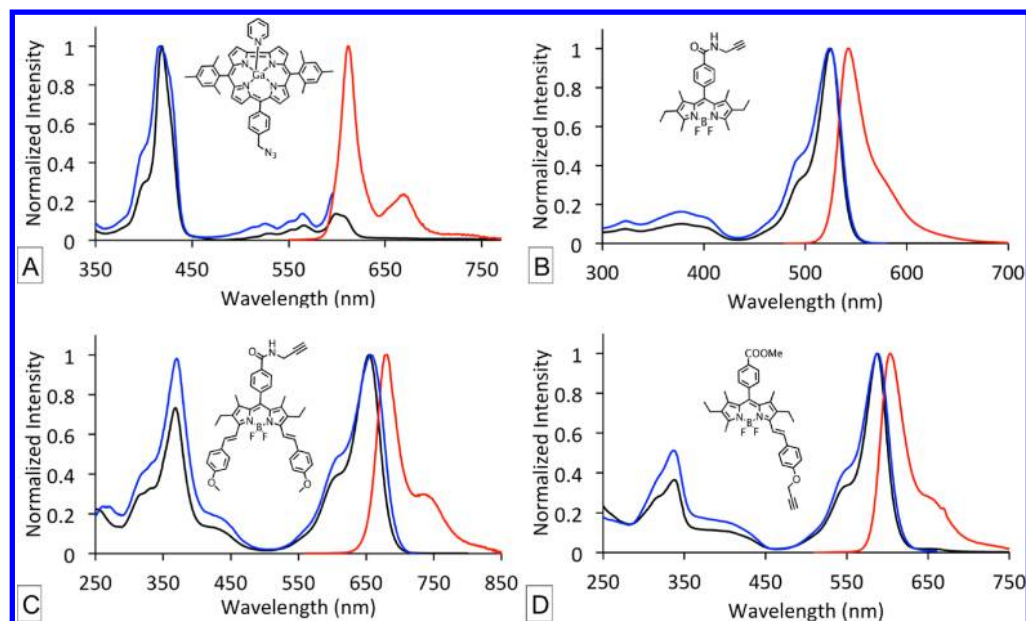 Normalized Intensity
1
0.8
0.6
0.4
0.2
0
350
450
550
650
750
Wavelength (nm)
A
N
N
N
Ga
N
N
N₃
Normalized Intensity
1
0.8
0.6
0.4
0.2
0
300
400
500
600
700
Wavelength (nm)
B
O
H
N
N
B
N
F
F
Normalized Intensity
1
0.8
0.6
0.4
0.2
0
250
350
450
550
650
750
850
Wavelength (nm)
C
O
H
N
N
B
N
F
F
O
O
Normalized Intensity
1
0.8
0.6
0.4
0.2
0
250
350
450
550
650
750
Wavelength (nm)
D
COOMe
N
B
N
F
F
O